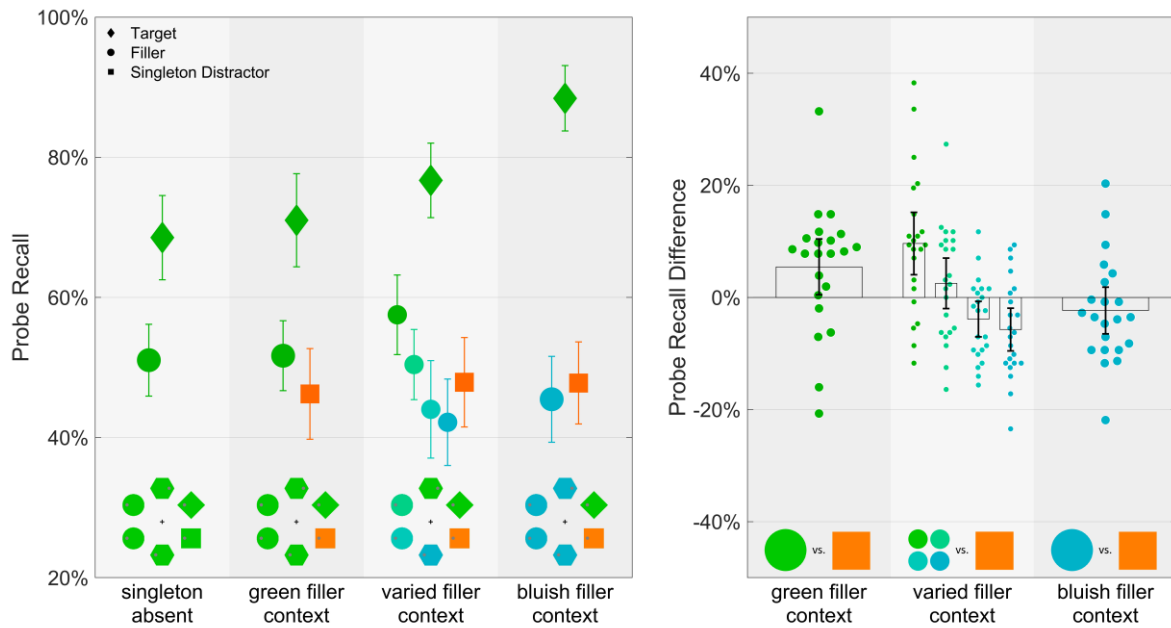 100%
80%
60%
40%
20%
Probe Recall
Target
Filler
Singleton Distractor
singleton
absent
green filler
context
varied filler
context
bluish filler
context
40%
20%
0%
-20%
-40%
Probe Recall Difference
vs.
vs.
vs.
green filler
context
varied filler
context
bluish filler
context